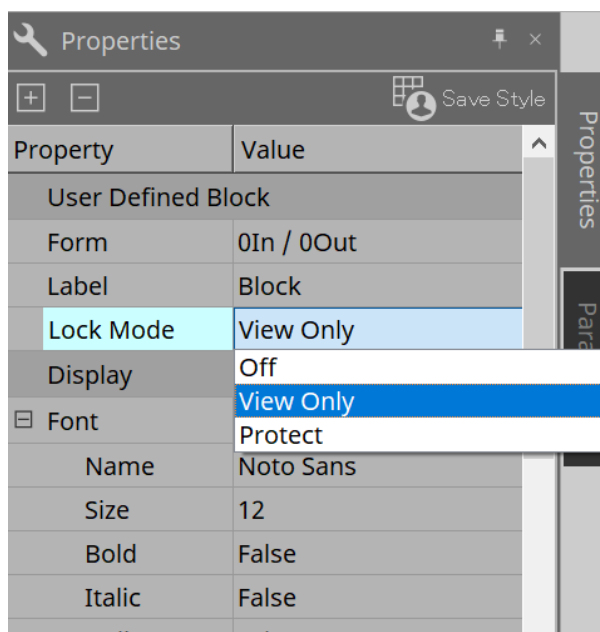 Properties
Save Style
Property Value
User Defined Block
Form 0In / 0Out
Label Block
Lock Mode View Only
Off
View Only
Protect
Display
Font
Name Noto Sans
Size 12
Bold False
Italic False
Properties
Para